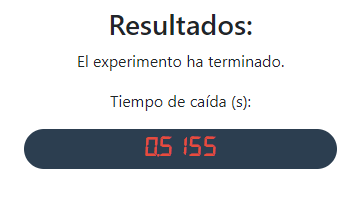 Resultados:
El experimento ha terminado.
Tiempo de caída (s):
0.5155